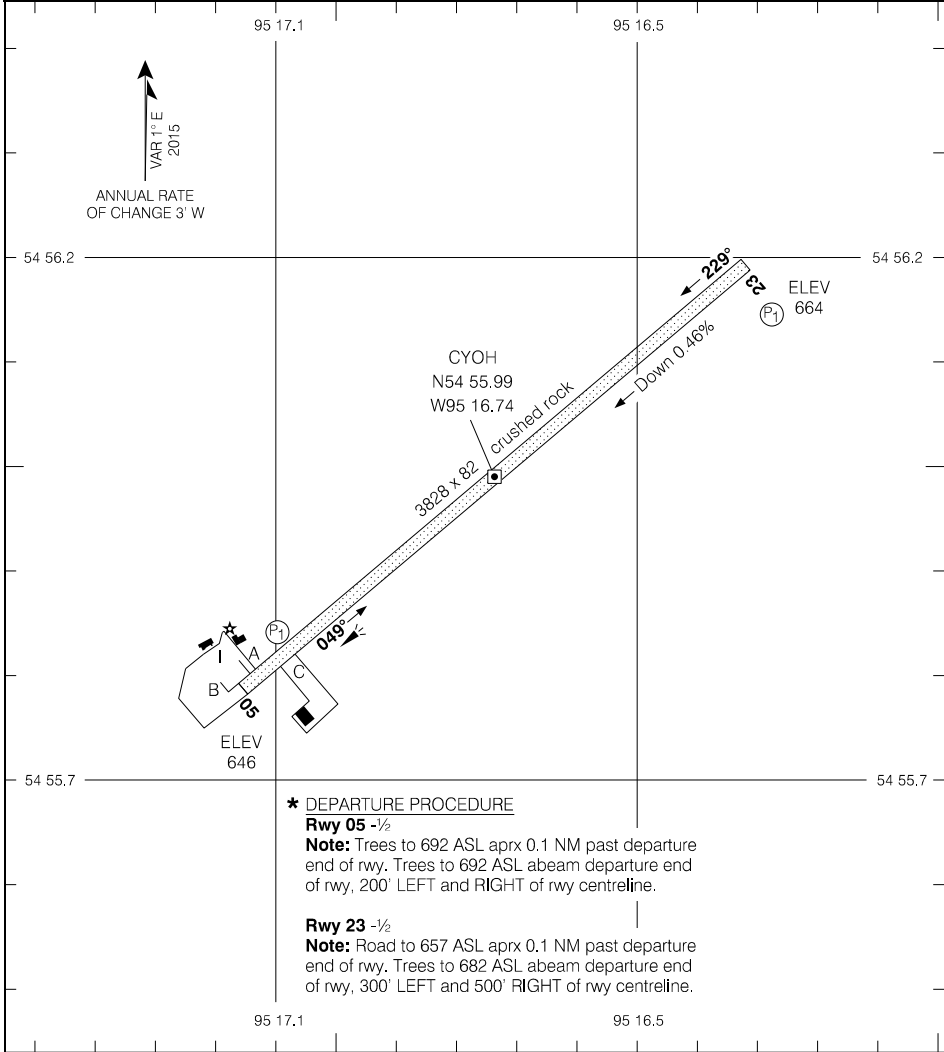 95 17.1
95 16.5
VAR 1° E
2015
ANNUAL RATE
OF CHANGE 3' W
54 56.2
54 56.2
229°
23
ELEV
664
P1
Down 0.46%
CYOH
N54 55.99
W95 16.74
crushed rock
3828 x 82
P1
049°
A
I
B
C
05
ELEV
646
54 55.7
54 55.7
* DEPARTURE PROCEDURE
Rwy 05 -½
Note: Trees to 692 ASL aprx 0.1 NM past departure
end of rwy. Trees to 692 ASL abeam departure end
of rwy, 200' LEFT and RIGHT of rwy centreline.
Rwy 23 -½
Note: Road to 657 ASL aprx 0.1 NM past departure
end of rwy. Trees to 682 ASL abeam departure end
of rwy, 300' LEFT and 500' RIGHT of rwy centreline.
95 17.1
95 16.5